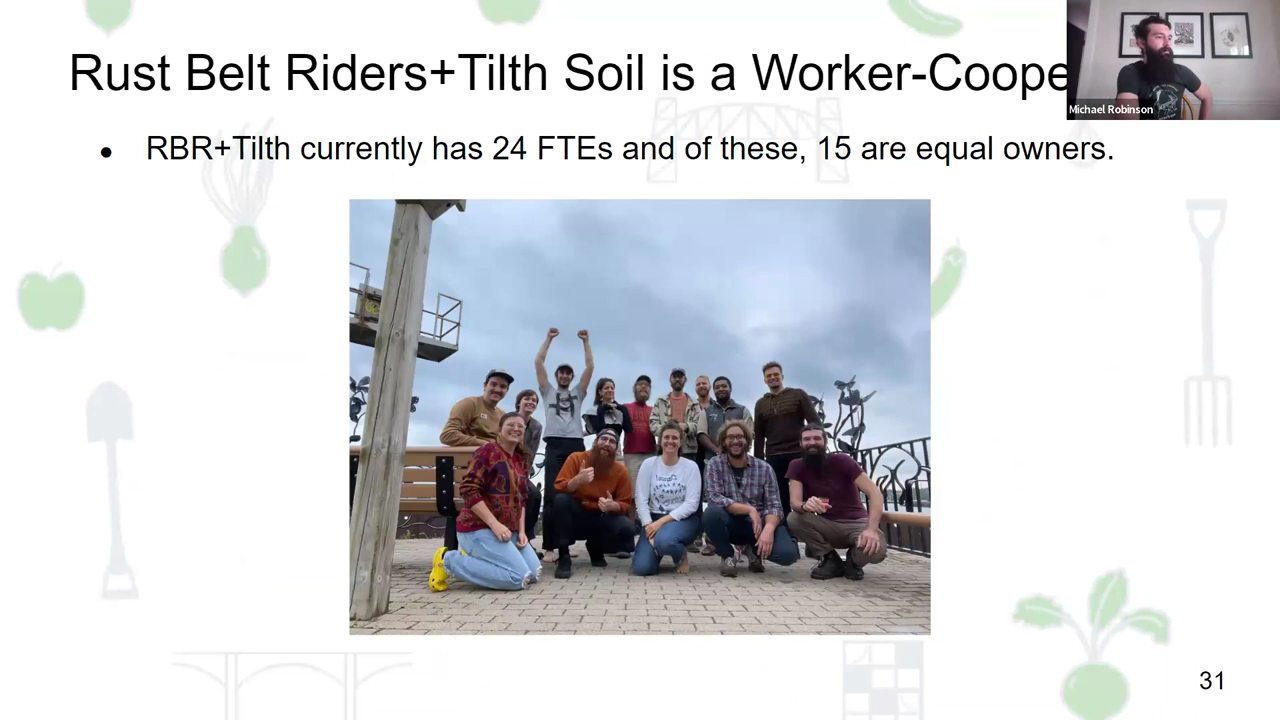 Rust Belt Riders+Tilth Soil is a Worker-Coope
Michael Robinson
• RBR+Tilth currently has 24 FTEs and of these, 15 are equal owners.
31